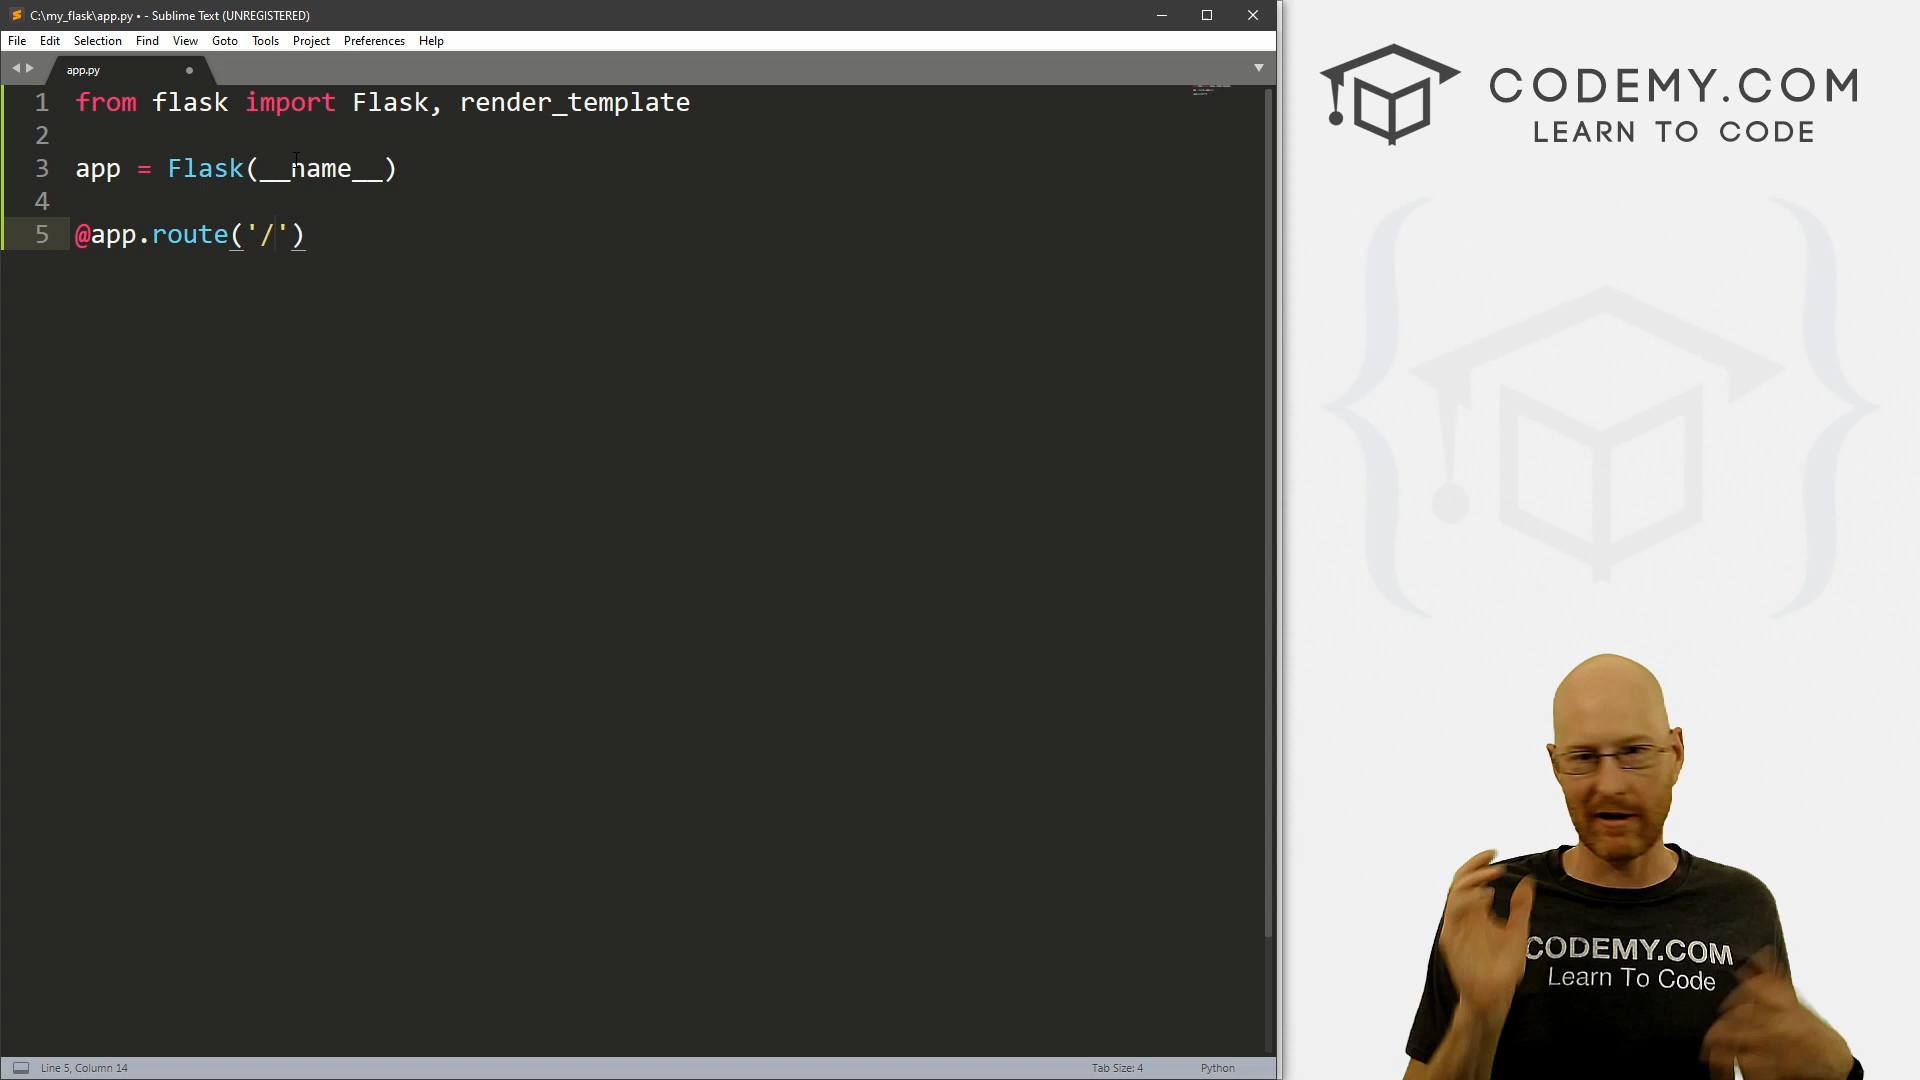 C:\my_flask\app.py • - Sublime Text (UNREGISTERED)
File Edit Selection Find View Goto Tools Project Preferences Help
app.py
1 from flask import Flask, render_template
2
3 app = Flask(__name__)
4
5 @app.route('/')
Line 5, Column 14
Tab Size: 4
Python
CODEMY.COM
LEARN TO CODE
CODEMY.COM
Learn To Code